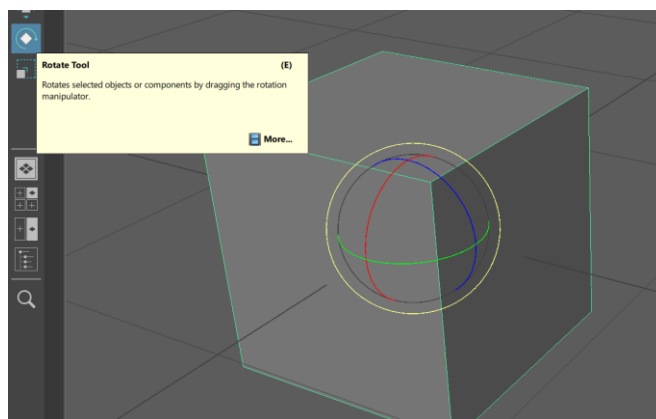 Rotate Tool (E)
Rotates selected objects or components by dragging the rotation
manipulator.
More...